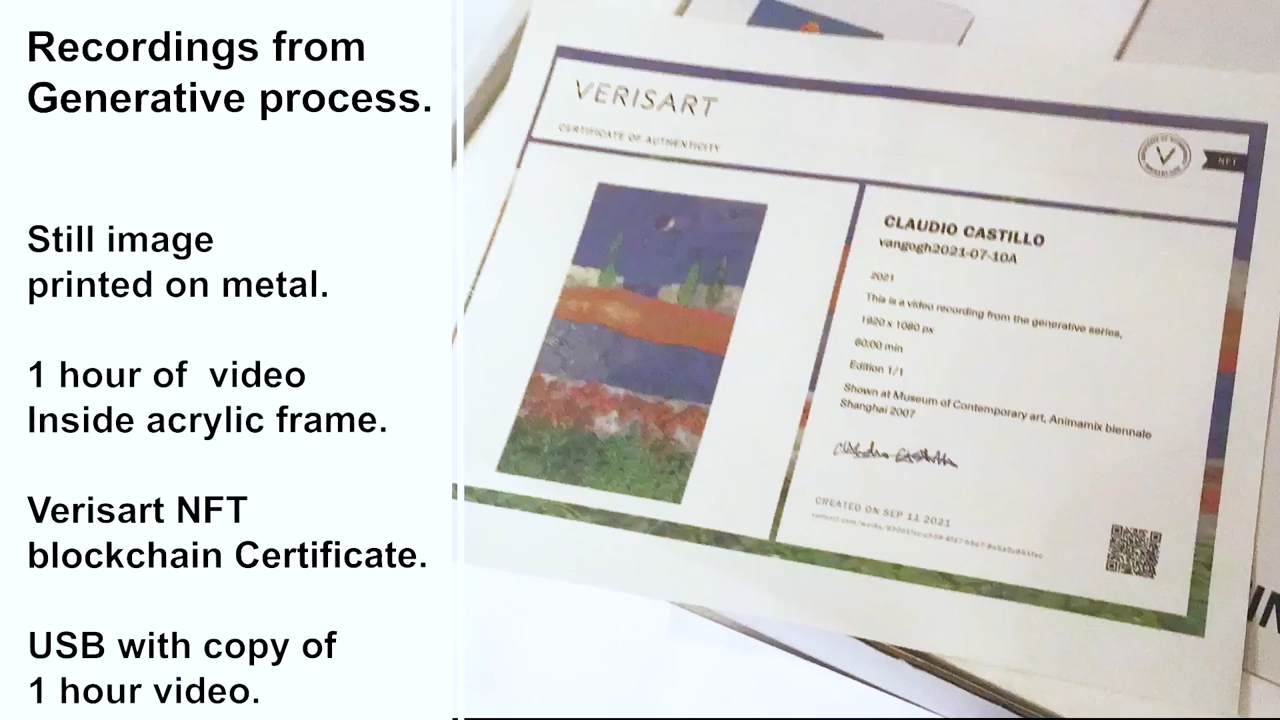 Recordings from
Generative process.
Still image
printed on metal.
1 hour of  video
Inside acrylic frame.
Verisart NFT
blockchain Certificate.
USB with copy of
1 hour video.
VERISART
CERTIFICATE OF AUTHENTICITY
NFT
CLAUDIO CASTILLO
vangogh2021-07-10A
2021
This is a video recording from the generative series,
1920 x 1080 px
60:00 min
Edition 1/1
Shown at Museum of Contemporary art, Animamix biennale
Shanghai 2007
Claudio Castillo
CREATED ON SEP 11 2021
IN